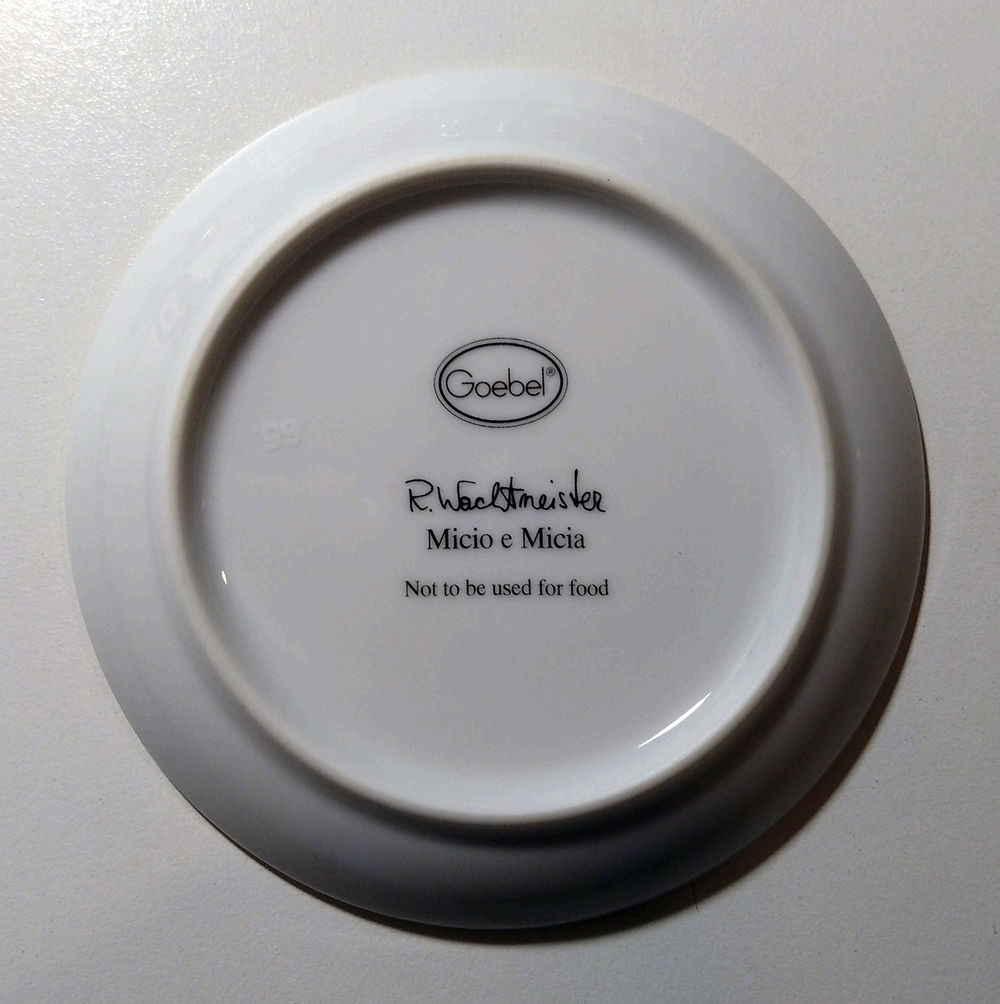 Goebel®
R. Wachtmeister
Micio e Micia
Not to be used for food